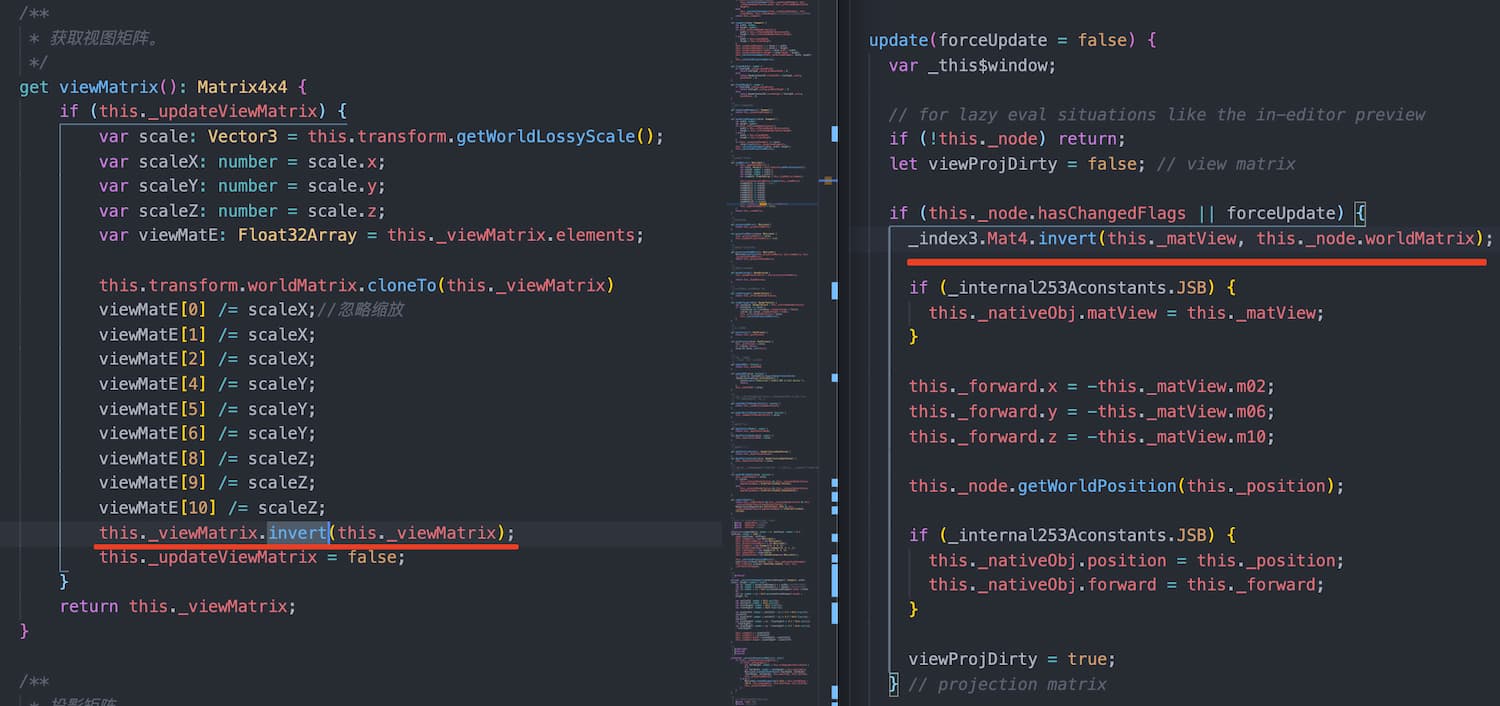 /**
 * 获取视图矩阵。
 */
get viewMatrix(): Matrix4x4 {
    if (this._updateViewMatrix) {
        var scale: Vector3 = this.transform.getWorldLossyScale();
        var scaleX: number = scale.x;
        var scaleY: number = scale.y;
        var scaleZ: number = scale.z;
        var viewMatE: Float32Array = this._viewMatrix.elements;
        this.transform.worldMatrix.cloneTo(this._viewMatrix)
        viewMatE[0] /= scaleX;//忽略缩放
        viewMatE[1] /= scaleX;
        viewMatE[2] /= scaleX;
        viewMatE[4] /= scaleY;
        viewMatE[5] /= scaleY;
        viewMatE[6] /= scaleY;
        viewMatE[8] /= scaleZ;
        viewMatE[9] /= scaleZ;
        viewMatE[10] /= scaleZ;
        this._viewMatrix.invert(this._viewMatrix);
        this._updateViewMatrix = false;
    }
    return this._viewMatrix;
}
/**
 * 投影矩阵
update(forceUpdate = false) {
  var _this$window;
  // for lazy eval situations like the in-editor preview
  if (!this._node) return;
  let viewProjDirty = false; // view matrix
  if (this._node.hasChangedFlags || forceUpdate) {
    _index3.Mat4.invert(this._matView, this._node.worldMatrix);
    if (_internal253Aconstants.JSB) {
      this._nativeObj.matView = this._matView;
    }
    this._forward.x = -this._matView.m02;
    this._forward.y = -this._matView.m06;
    this._forward.z = -this._matView.m10;
    this._node.getWorldPosition(this._position);
    if (_internal253Aconstants.JSB) {
      this._nativeObj.position = this._position;
      this._nativeObj.forward = this._forward;
    }
    viewProjDirty = true;
  } // projection matrix